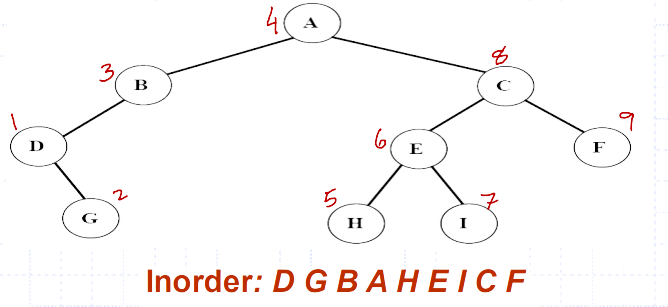 4 A
3 B
8 C
1 D
6 E
9 F
2 G
5 H
7 I
Inorder: D G B A H E I C F